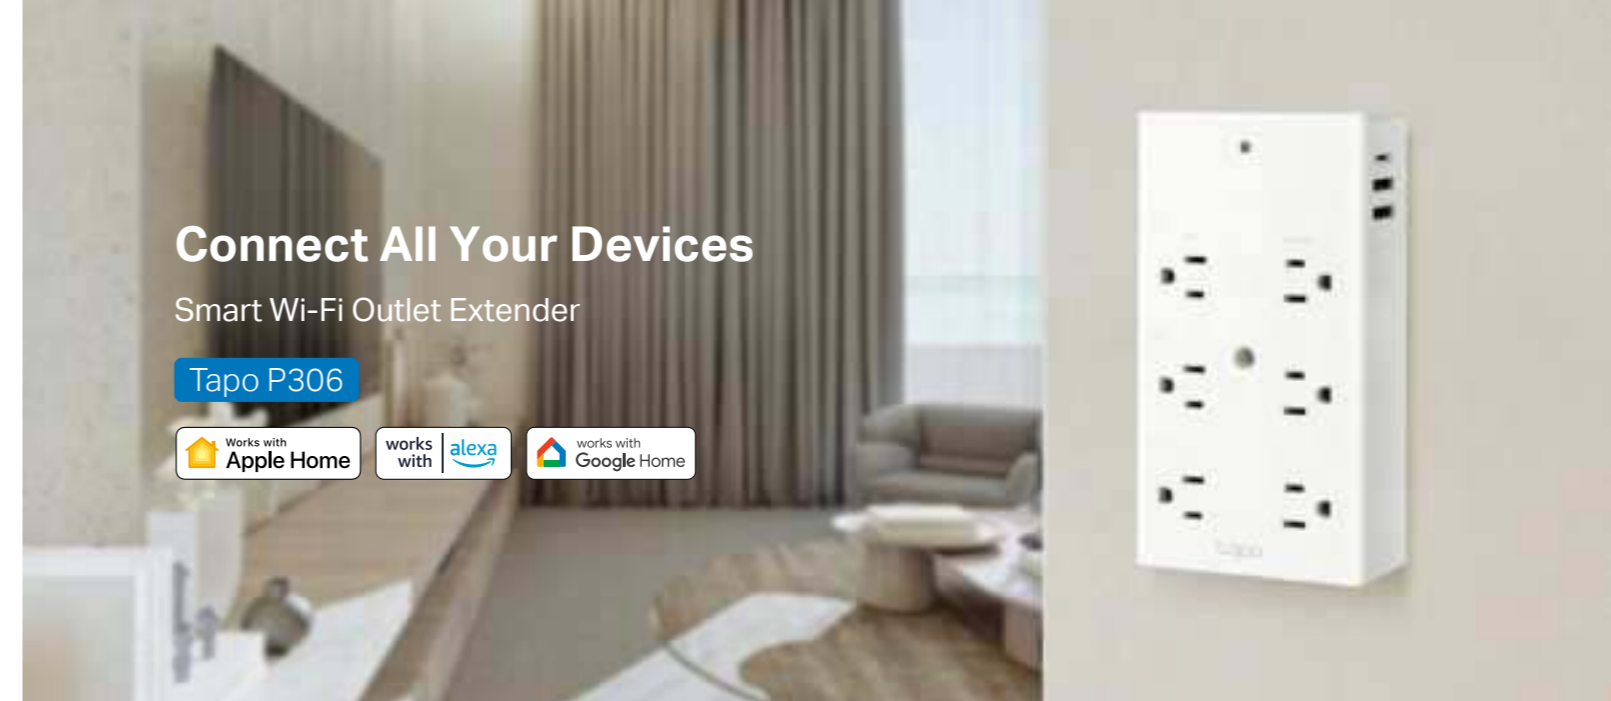 Connect All Your Devices
Smart Wi-Fi Outlet Extender
Tapo P306
Works with
Apple Home
works
with
alexa
works with
Google Home
tapo